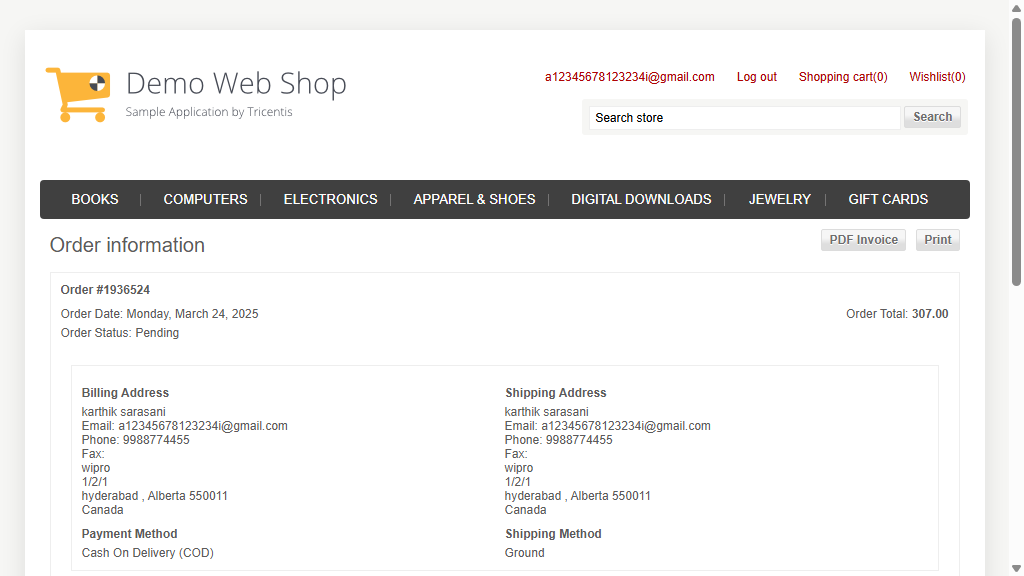 Demo Web Shop
Sample Application by Tricentis
a12345678123234i@gmail.com Log out Shopping cart(0) Wishlist(0)
Search store Search
BOOKS COMPUTERS ELECTRONICS APPAREL & SHOES DIGITAL DOWNLOADS JEWELRY GIFT CARDS
Order information
PDF Invoice Print
Order #1936524
Order Date: Monday, March 24, 2025
Order Total: 307.00
Order Status: Pending
Billing Address
karthik sarasani
Email: a12345678123234i@gmail.com
Phone: 9988774455
Fax:
wipro
1/2/1
hyderabad , Alberta 550011
Canada
Payment Method
Cash On Delivery (COD)
Shipping Address
karthik sarasani
Email: a12345678123234i@gmail.com
Phone: 9988774455
Fax:
wipro
1/2/1
hyderabad , Alberta 550011
Canada
Shipping Method
Ground